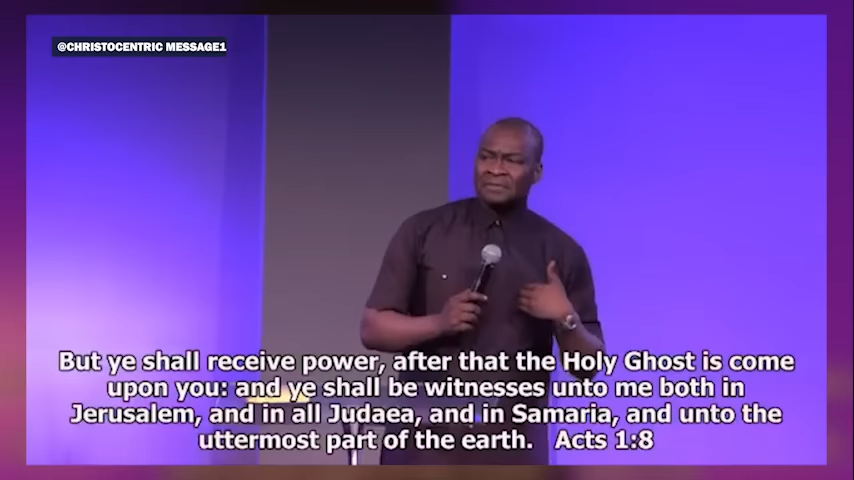 @CHRISTOCENTRIC MESSAGE1
But ye shall receive power, after that the Holy Ghost is come
upon you: and ye shall be witnesses unto me both in
Jerusalem, and in all Judaea, and in Samaria, and unto the
uttermost part of the earth. Acts 1:8